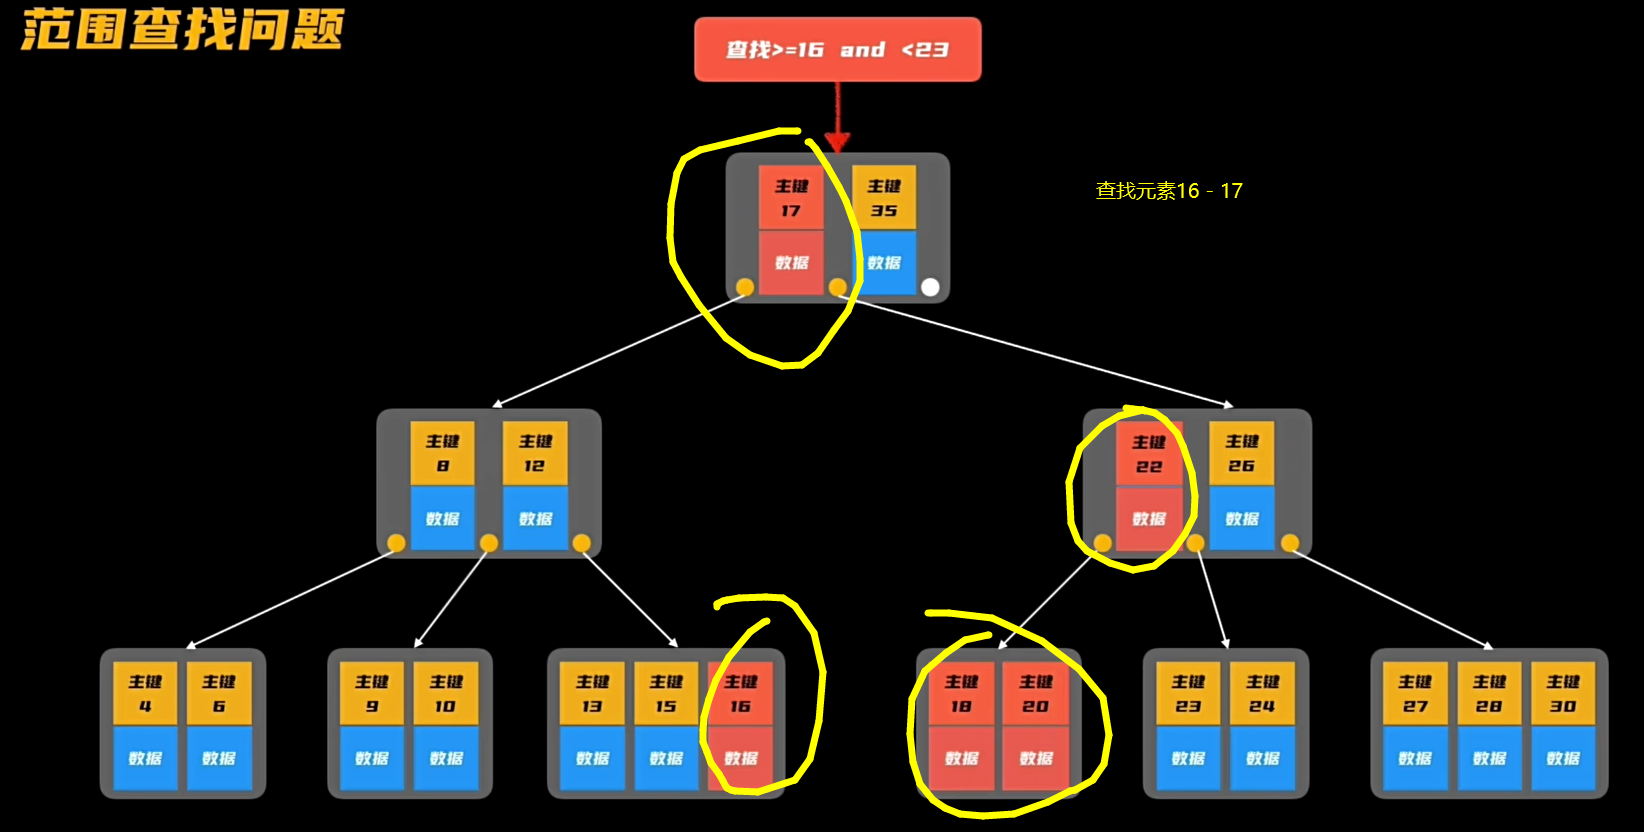 范围查找问题
查找>=16 and <23
查找元素16 - 17
主键 主键
17 35
数据 数据
主键 主键
8 12
数据 数据
主键 主键
22 26
数据 数据
主键 主键
4 6
数据 数据
主键 主键
9 10
数据 数据
主键 主键 主键
13 15 16
数据 数据 数据
主键 主键
18 20
数据 数据
主键 主键
23 24
数据 数据
主键 主键 主键
27 28 30
数据 数据 数据